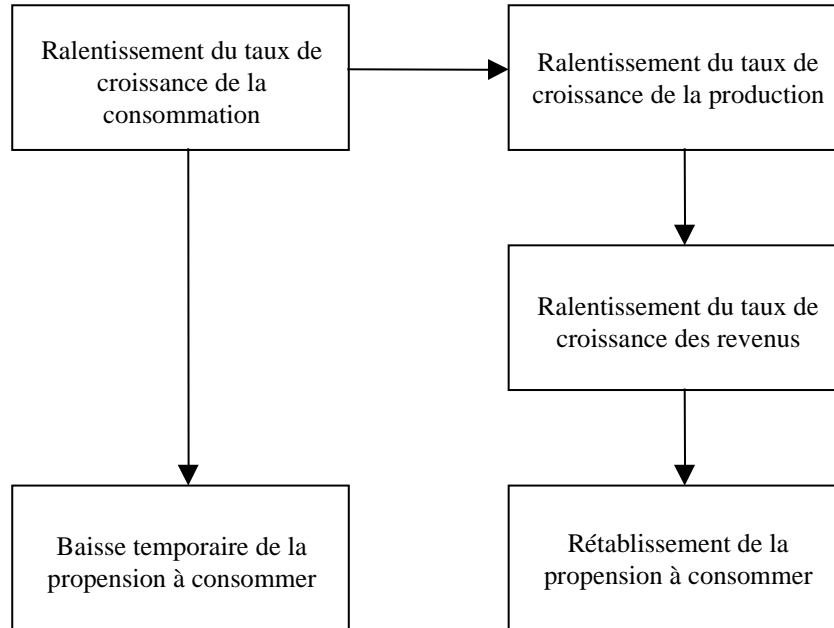 Ralentissement du taux de
croissance de la
consommation
Ralentissement du taux de
croissance de la production
Ralentissement du taux de
croissance des revenus
Baisse temporaire de la
propension à consommer
Rétablissement de la
propension à consommer